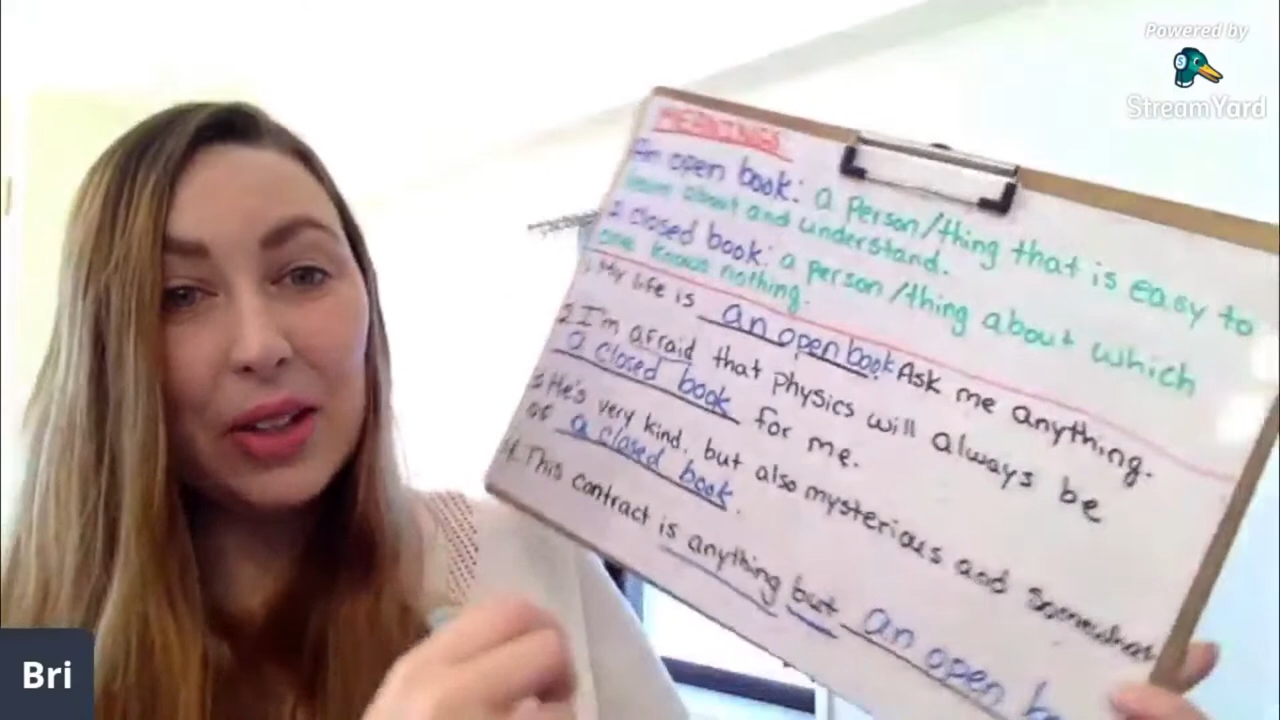 Powered by
StreamYard
MEANINGS
An open book: a person/thing that is easy to
learn about and understand.
A closed book: a person/thing about which
one knows nothing.
1. My life is an open book. Ask me anything.
2. I'm afraid that physics will always be
a closed book for me.
3. He's very kind, but also mysterious and somewhat
of a closed book.
4. This contract is anything but an open b
Bri